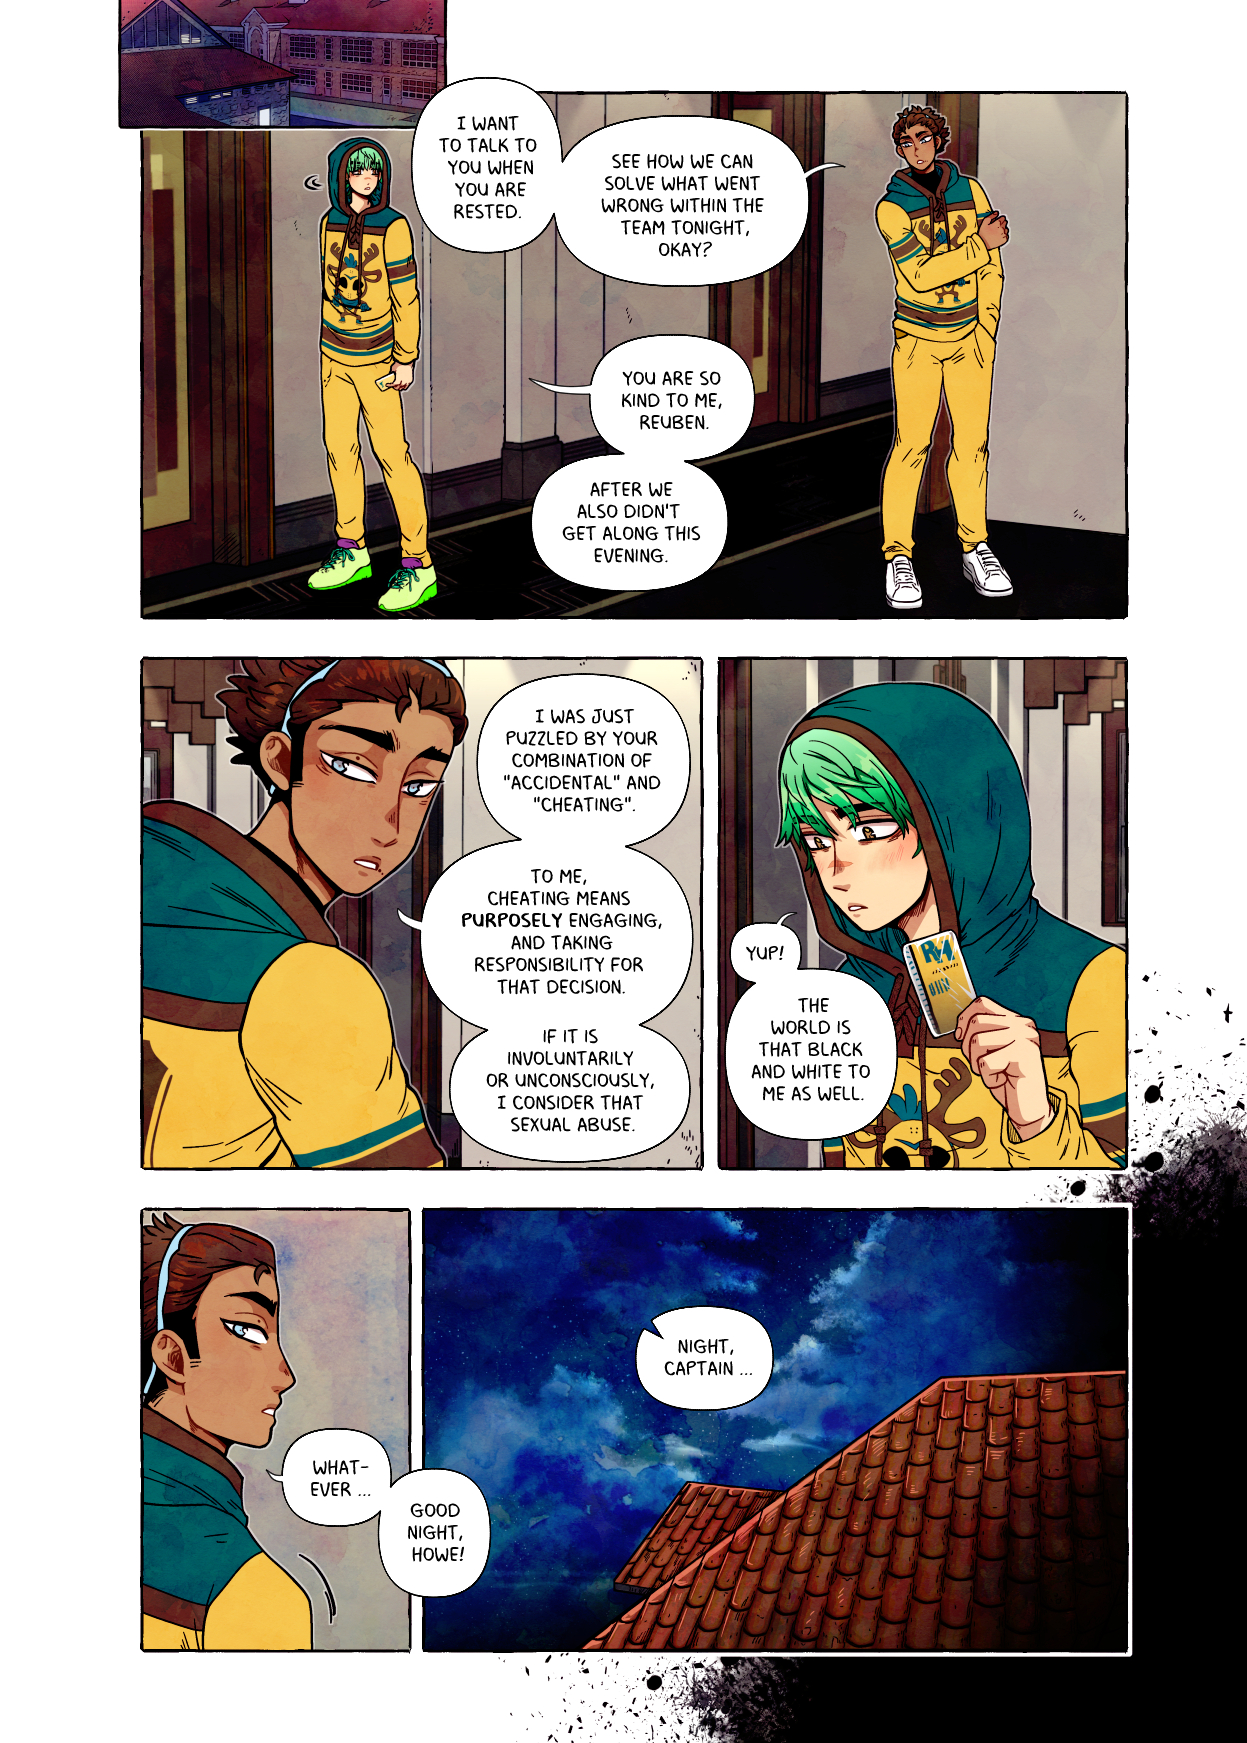 I WANT
TO TALK TO
YOU WHEN
YOU ARE
RESTED.
SEE HOW WE CAN
SOLVE WHAT WENT
WRONG WITHIN THE
TEAM TONIGHT,
OKAY?
YOU ARE SO
KIND TO ME,
REUBEN.
AFTER WE
ALSO DIDN'T
GET ALONG THIS
EVENING.
I WAS JUST
PUZZLED BY YOUR
COMBINATION OF
"ACCIDENTAL" AND
"CHEATING".
TO ME,
CHEATING MEANS
PURPOSELY ENGAGING,
AND TAKING
RESPONSIBILITY FOR
THAT DECISION.
IF IT IS
INVOLUNTARILY
OR UNCONSCIOUSLY,
I CONSIDER THAT
SEXUAL ABUSE.
YUP!
THE
WORLD IS
THAT BLACK
AND WHITE TO
ME AS WELL.
WHAT-
EVER ...
GOOD
NIGHT,
HOWE!
NIGHT,
CAPTAIN ...